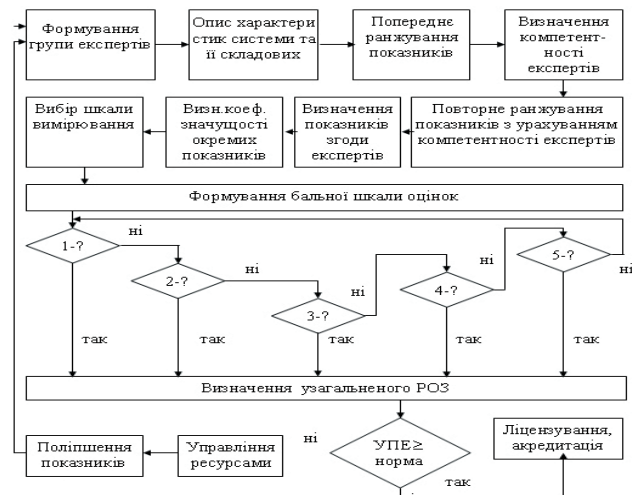 Формування
групи експертів
Опис характери
стик системи та
її складових
Попереднє
ранжування
показників
Визначення
компетент-
ності
експертів
Вибір шкали
вимірювання
Визн.коеф.
значущості
окремих
показників
Визначення
показників
згоди
експертів
Повторне ранжування
показників з урахуванням
компетентності експертів
Формування бальної шкали оцінок
1-?
ні
2-?
ні
3-?
ні
4-?
ні
5-?
ні
так
так
так
так
так
Визначення узагальненого РОЗ
Поліпшення
показників
Управління
ресурсами
ні
УПЕ≥
норма
так
Ліцензування,
акредитація